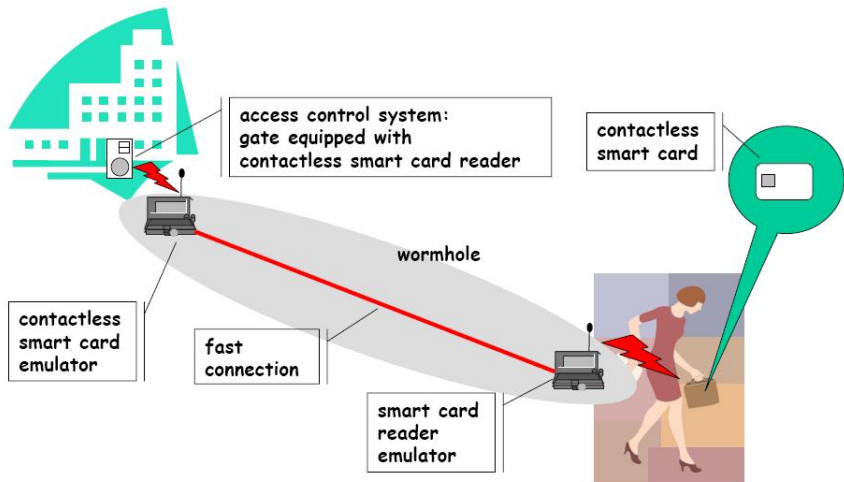 access control system:
gate equipped with
contactless smart card reader
contactless
smart card
wormhole
contactless
smart card
emulator
fast
connection
smart card
reader
emulator